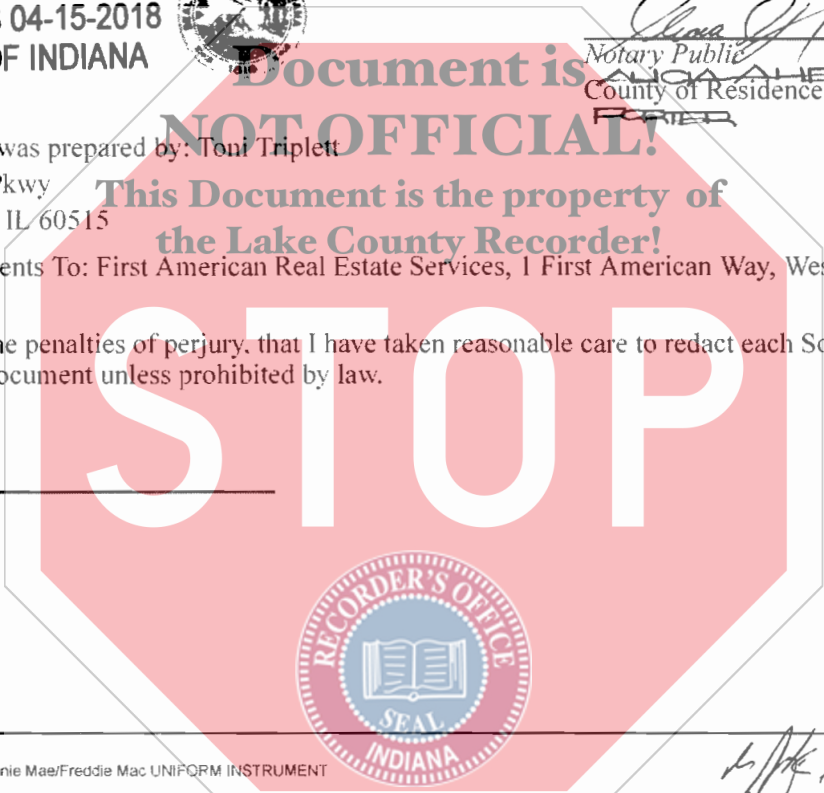 04-15-2018
OF INDIANA
1816
Notary Public
County of Residence
PORTER
Document is
NOT OFFICIAL!
This Document is the property of
the Lake County Recorder!
was prepared by: Toni Triplett
Pkwy
IL 60515
ents To: First American Real Estate Services, 1 First American Way, Wes
e penalties of perjury, that I have taken reasonable care to redact each So
ocument unless prohibited by law.
STOP
RECORDER'S OFFICE
SEAL
INDIANA
nie Mae/Freddie Mac UNIFORM INSTRUMENT